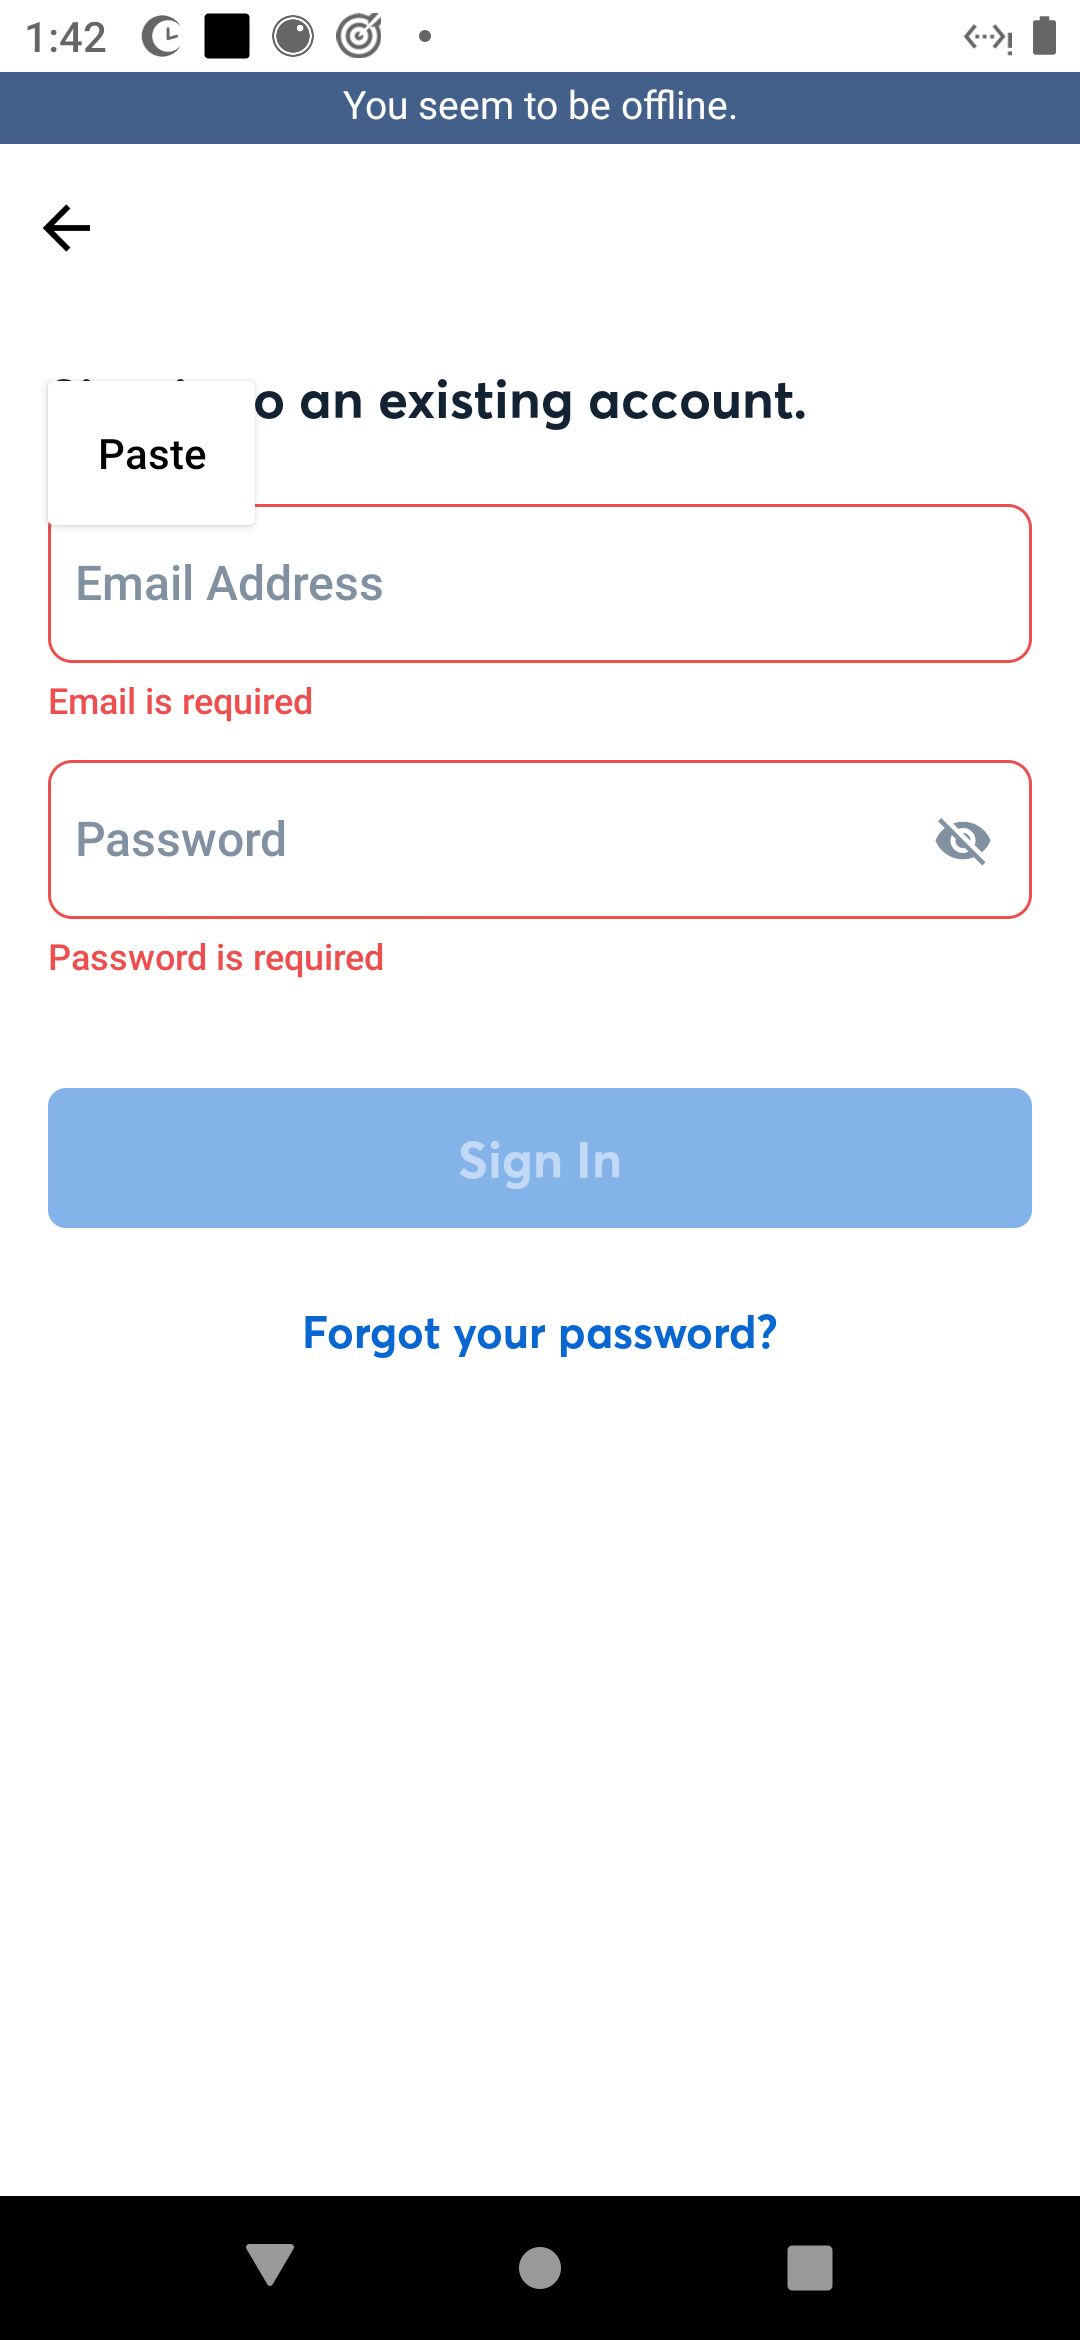 1:42
You seem to be offline.
o an existing account.
Paste
Email Address
Email is required
Password
Password is required
Sign In
Forgot your password?